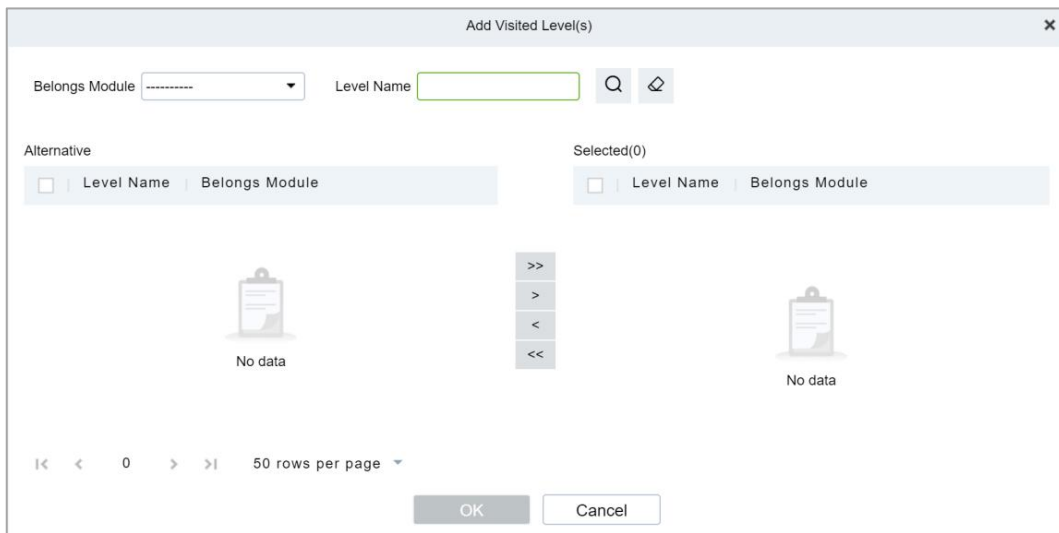 Add Visited Level(s)
Belongs Module ---------- Level Name
Alternative Selected(0)
Level Name Belongs Module Level Name Belongs Module
>>
>
<
<<
No data
No data
0 50 rows per page
OK Cancel